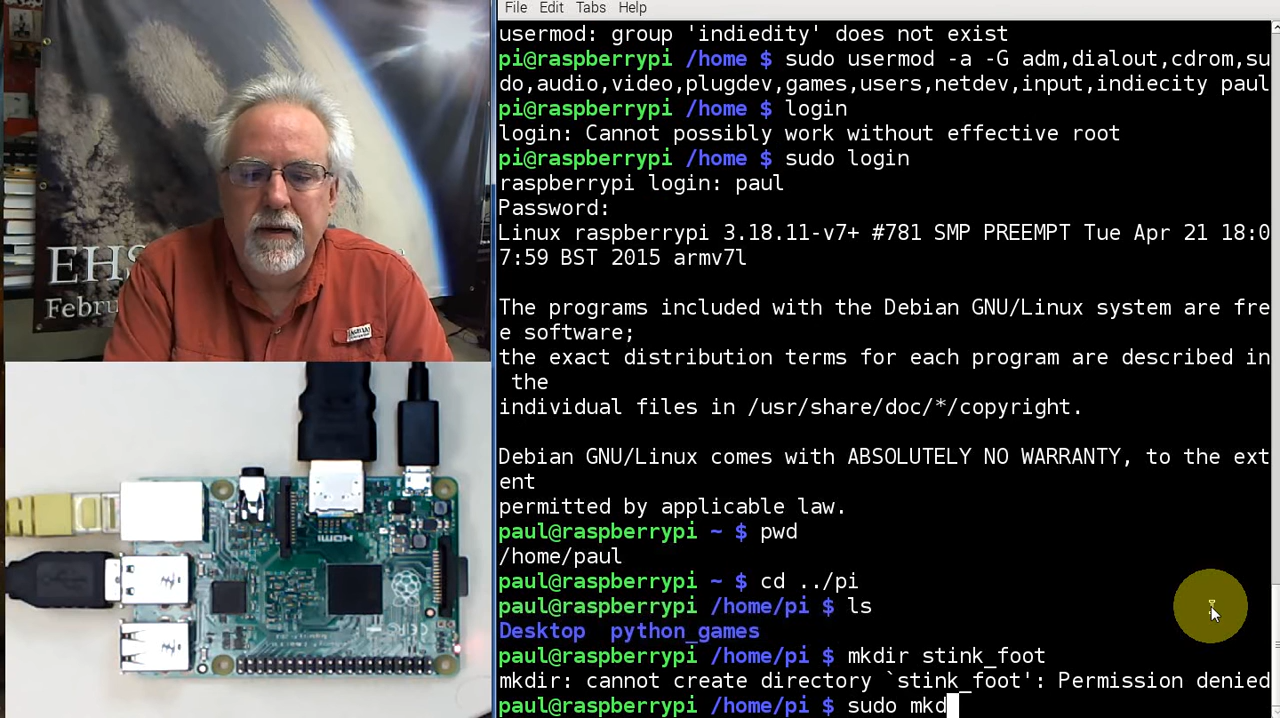 File Edit Tabs Help
usermod: group 'indiedity' does not exist
pi@raspberrypi /home $ sudo usermod -a -G adm,dialout,cdrom,su
do,audio,video,plugdev,games,users,netdev,input,indiecity paul
pi@raspberrypi /home $ login
login: Cannot possibly work without effective root
pi@raspberrypi /home $ sudo login
raspberrypi login: paul
Password:
Linux raspberrypi 3.18.11-v7+ #781 SMP PREEMPT Tue Apr 21 18:0
7:59 BST 2015 armv7l
The programs included with the Debian GNU/Linux system are fre
e software;
the exact distribution terms for each program are described in
the
individual files in /usr/share/doc/*/copyright.
Debian GNU/Linux comes with ABSOLUTELY NO WARRANTY, to the ext
ent
permitted by applicable law.
paul@raspberrypi ~ $ pwd
/home/paul
paul@raspberrypi ~ $ cd ../pi
paul@raspberrypi /home/pi $ ls
Desktop python_games
paul@raspberrypi /home/pi $ mkdir stink_foot
mkdir: cannot create directory `stink_foot': Permission denied
paul@raspberrypi /home/pi $ sudo mkd
EHS
Febru
HDMI